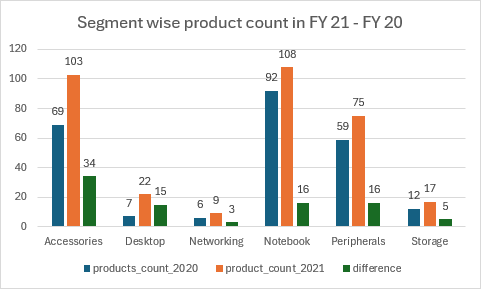 Segment wise product count in FY 21 - FY 20
120
100
80
60
40
20
0
69
103
34
7
22
15
6
9
3
92
108
16
59
75
16
12
17
5
Accessories
Desktop
Networking
Notebook
Peripherals
Storage
products_count_2020
product_count_2021
difference